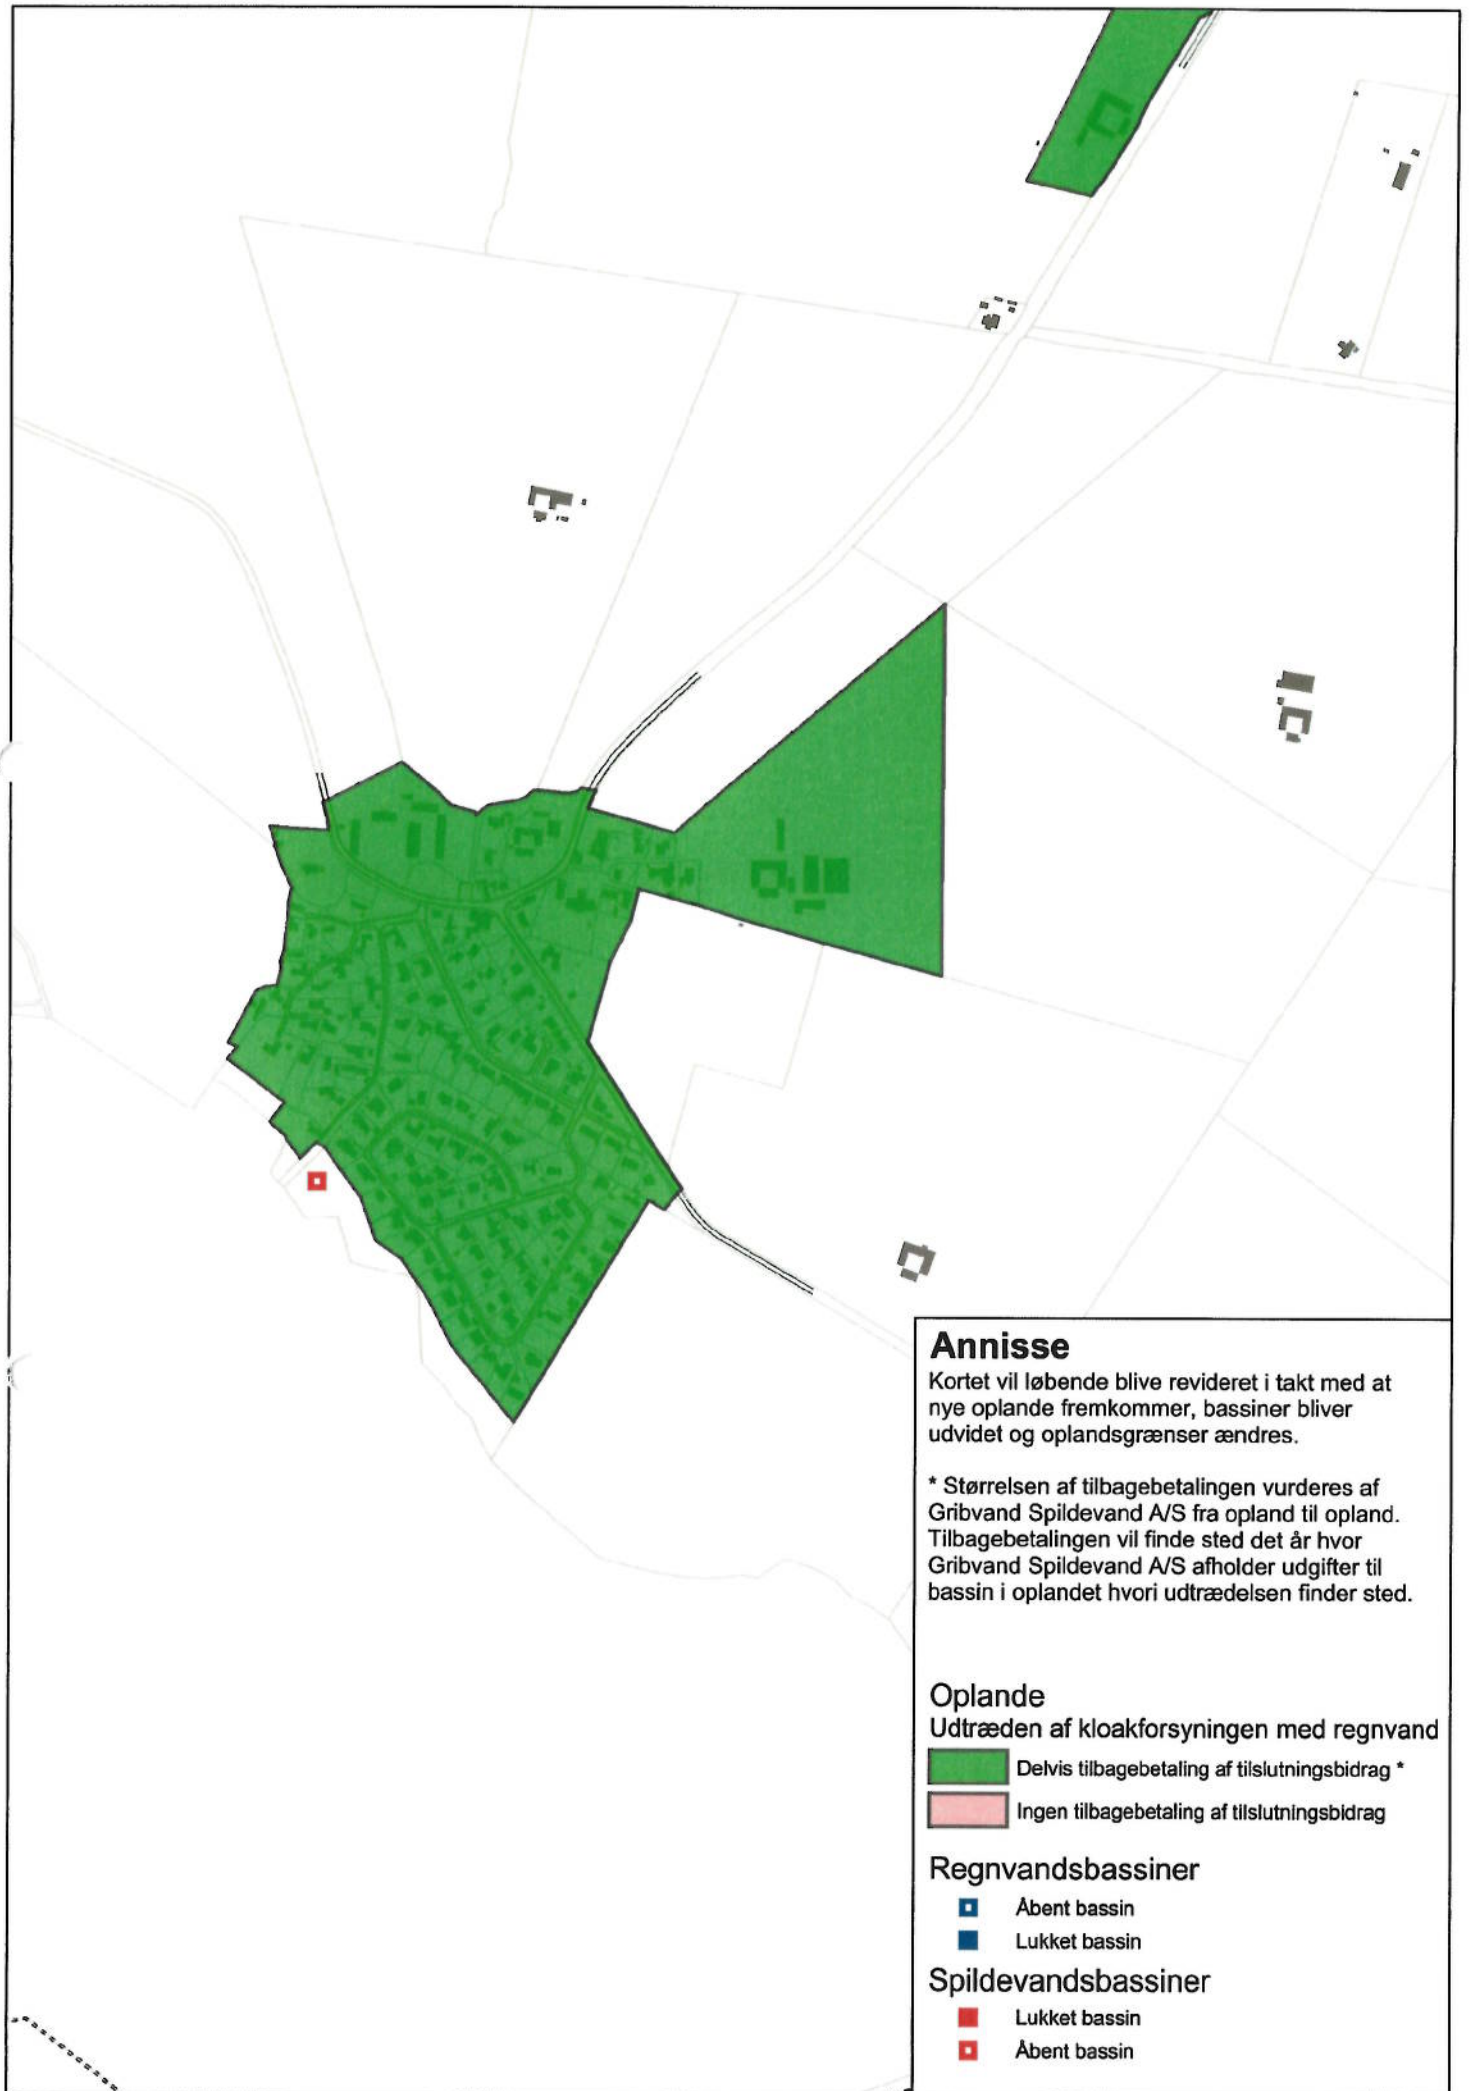 Annisse
Kortet vil løbende blive revideret i takt med at
nye oplande fremkommer, bassiner bliver
udvidet og oplandsgrænser ændres.
* Størrelsen af tilbagebetalingen vurderes af
Gribvand Spildevand A/S fra opland til opland.
Tilbagebetalingen vil finde sted det år hvor
Gribvand Spildevand A/S afholder udgifter til
bassin i oplandet hvori udtrædelsen finder sted.
Oplande
Udtræden af kloakforsyningen med regnvand
Delvis tilbagebetaling af tilslutningsbidrag *
Ingen tilbagebetaling af tilslutningsbidrag
Regnvandsbassiner
Åbent bassin
Lukket bassin
Spildevandsbassiner
Lukket bassin
Åbent bassin